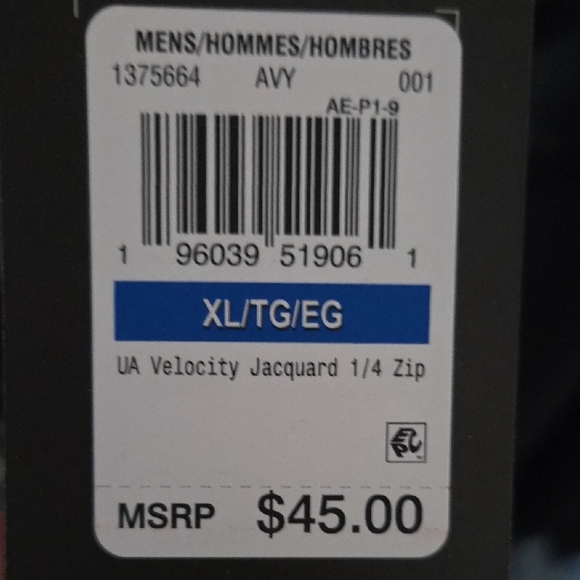 MENS/HOMMES/HOMBRES
1375664 AVY 001
AE-P1-9
1 96039 51906 1
XL/TG/EG
UA Velocity Jacquard 1/4 Zip
EPC
MSRP $45.00